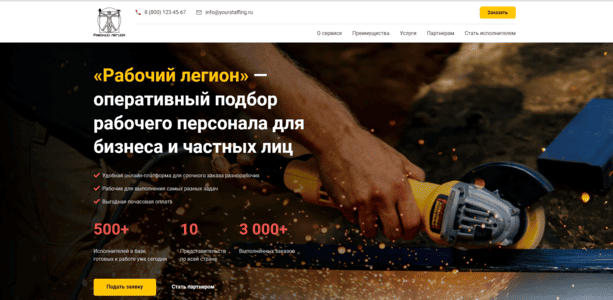 РАБОЧИЙ ЛЕГИОН
8 (800) 123-45-67
info@yourstaffing.ru
Заказать
О сервисе
Преимущества
Услуги
Партнерам
Стать исполнителем
«Рабочий легион» —
оперативный подбор
рабочего персонала для
бизнеса и частных лиц
Удобная онлайн-платформа для срочного заказа разнорабочих
Рабочие для выполнения самых разных задач
Выгодная почасовая оплата
500+
10
3 000+
Исполнителей в базе,
готовых к работе уже сегодня
Представительств
по всей стране
Выполненных заказов
Подать заявку
Стать партнером